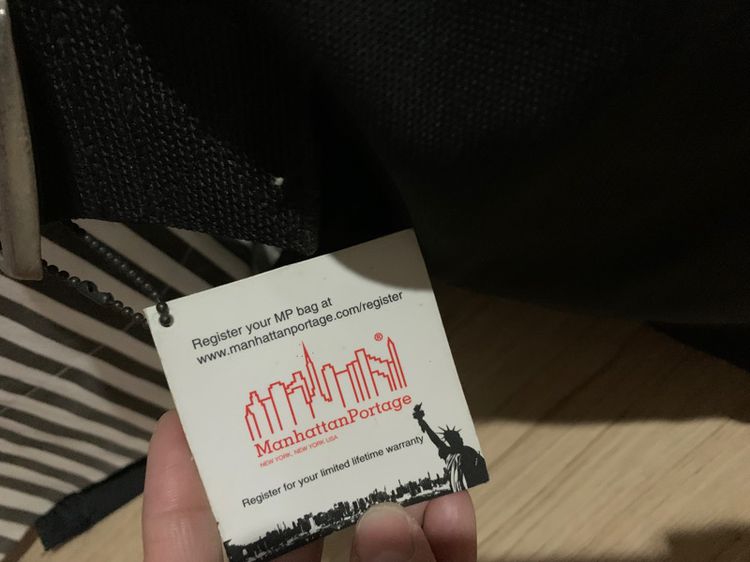 Register your MP bag at
www.manhattanportage.com/register
®
ManhattanPortage
NEW YORK, NEW YORK USA
Register for your limited lifetime warranty